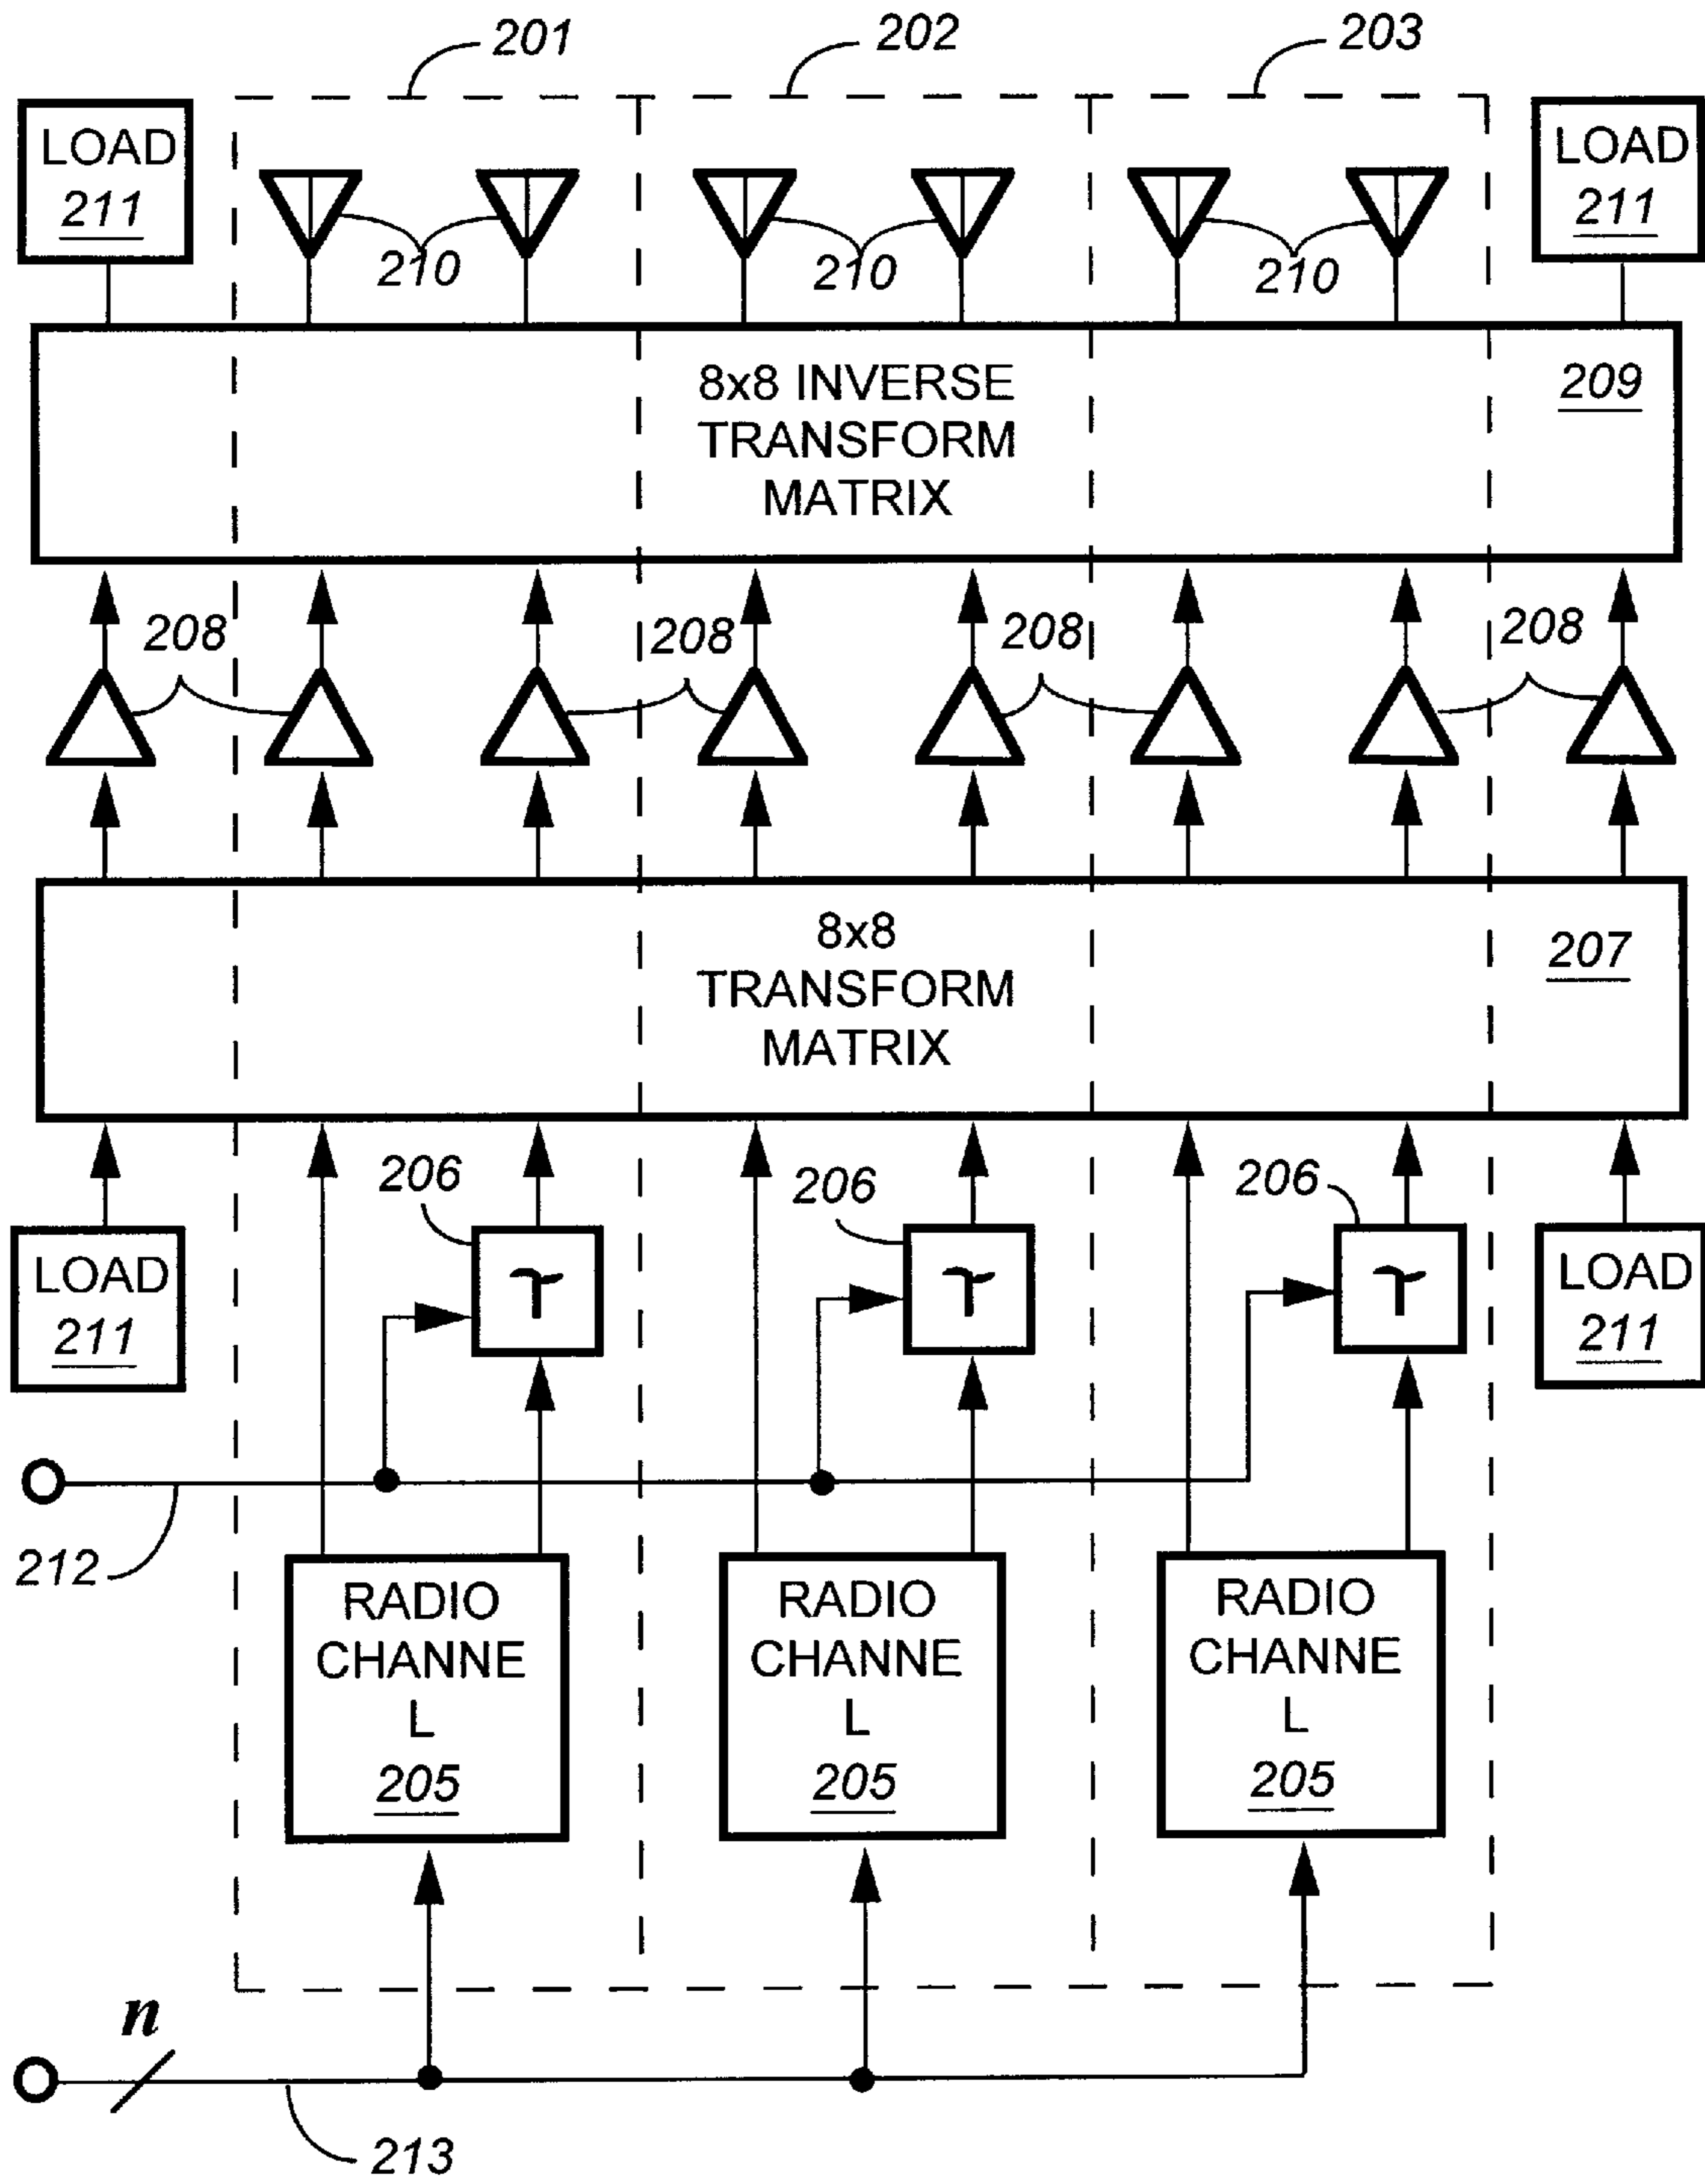 201
202
203
LOAD
211
LOAD
211
210
210
210
8x8 INVERSE
TRANSFORM
MATRIX
209
208
208
208
208
8x8
TRANSFORM
MATRIX
207
206
206
206
LOAD
211
τ
τ
τ
LOAD
211
212
RADIO
CHANNE
L
205
RADIO
CHANNE
L
205
RADIO
CHANNE
L
205
n
213